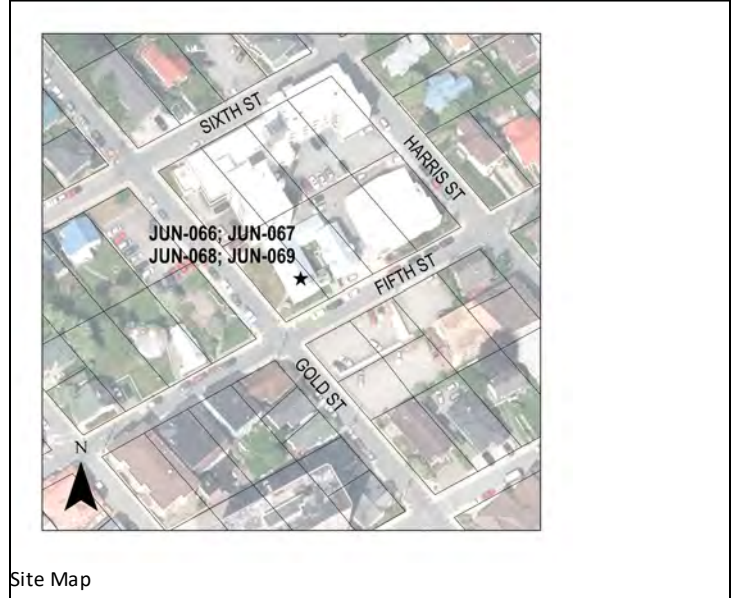 SIXTH ST
HARRIS ST
JUN-066; JUN-067
JUN-068; JUN-069
FIFTH ST
GOLD ST
N
Site Map